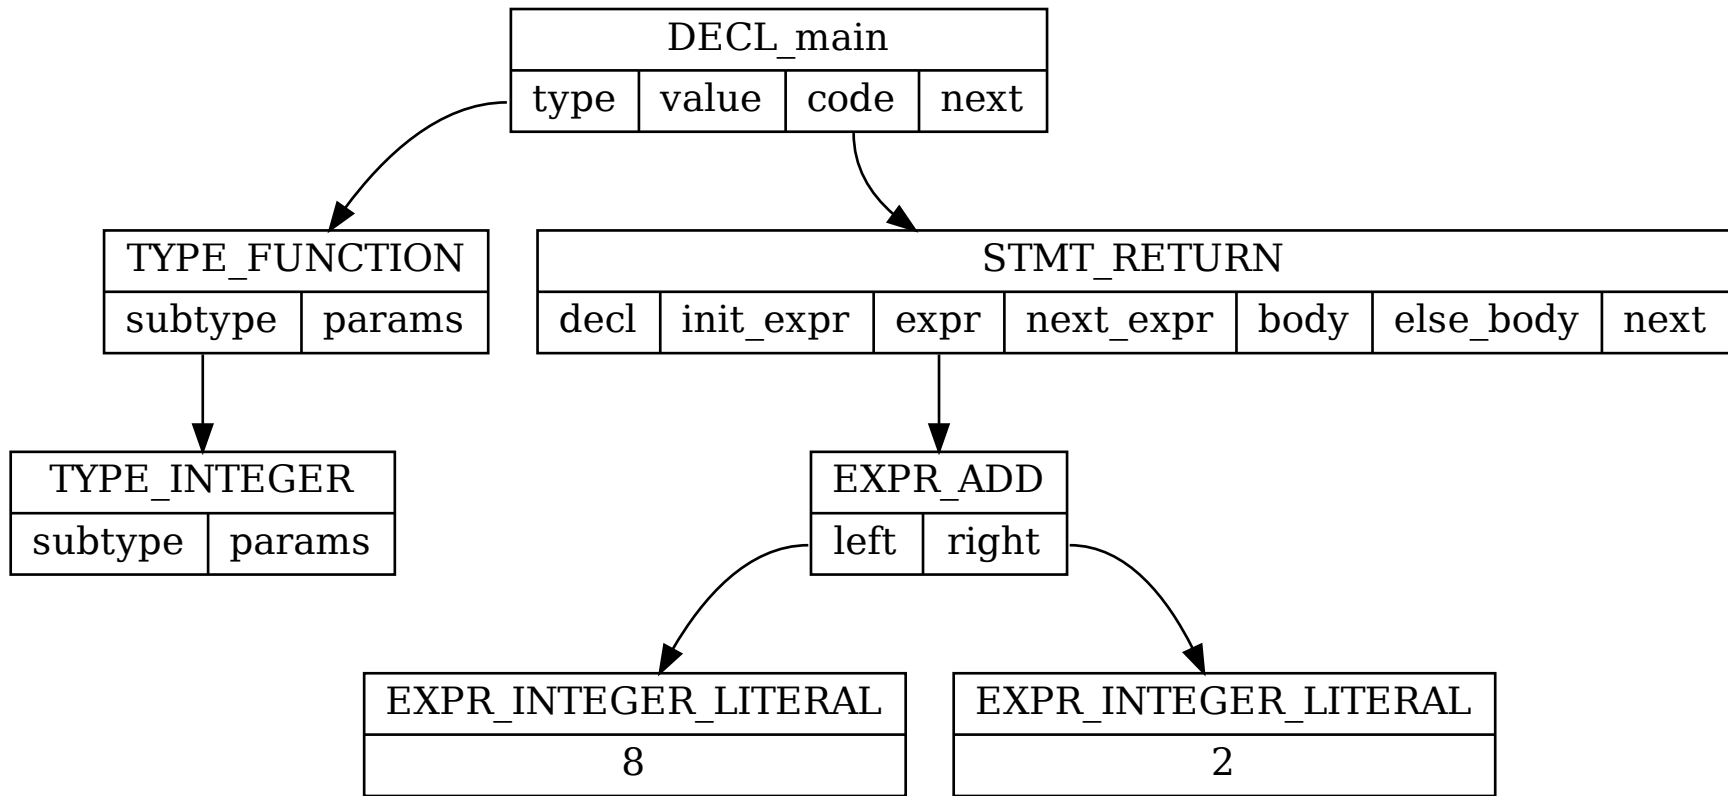 DECL_main
type value code next
TYPE_FUNCTION
subtype params
STMT_RETURN
decl init_expr expr next_expr body else_body next
TYPE_INTEGER
subtype params
EXPR_ADD
left right
EXPR_INTEGER_LITERAL
8
EXPR_INTEGER_LITERAL
2